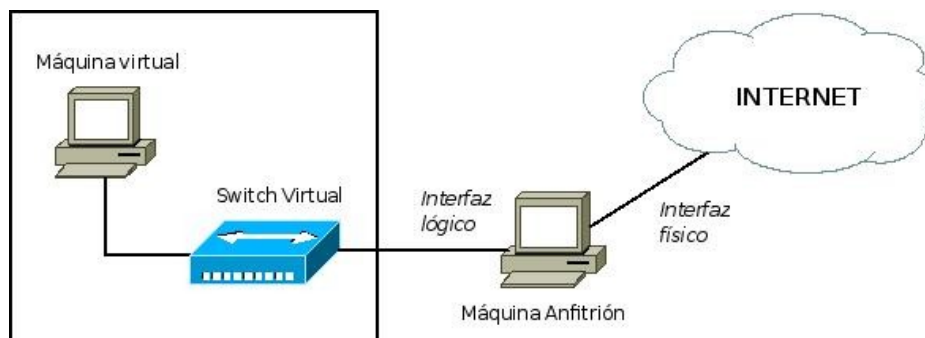 Máquina virtual
INTERNET
Switch Virtual
Interfaz
lógico
Interfaz
físico
Máquina Anfitrión